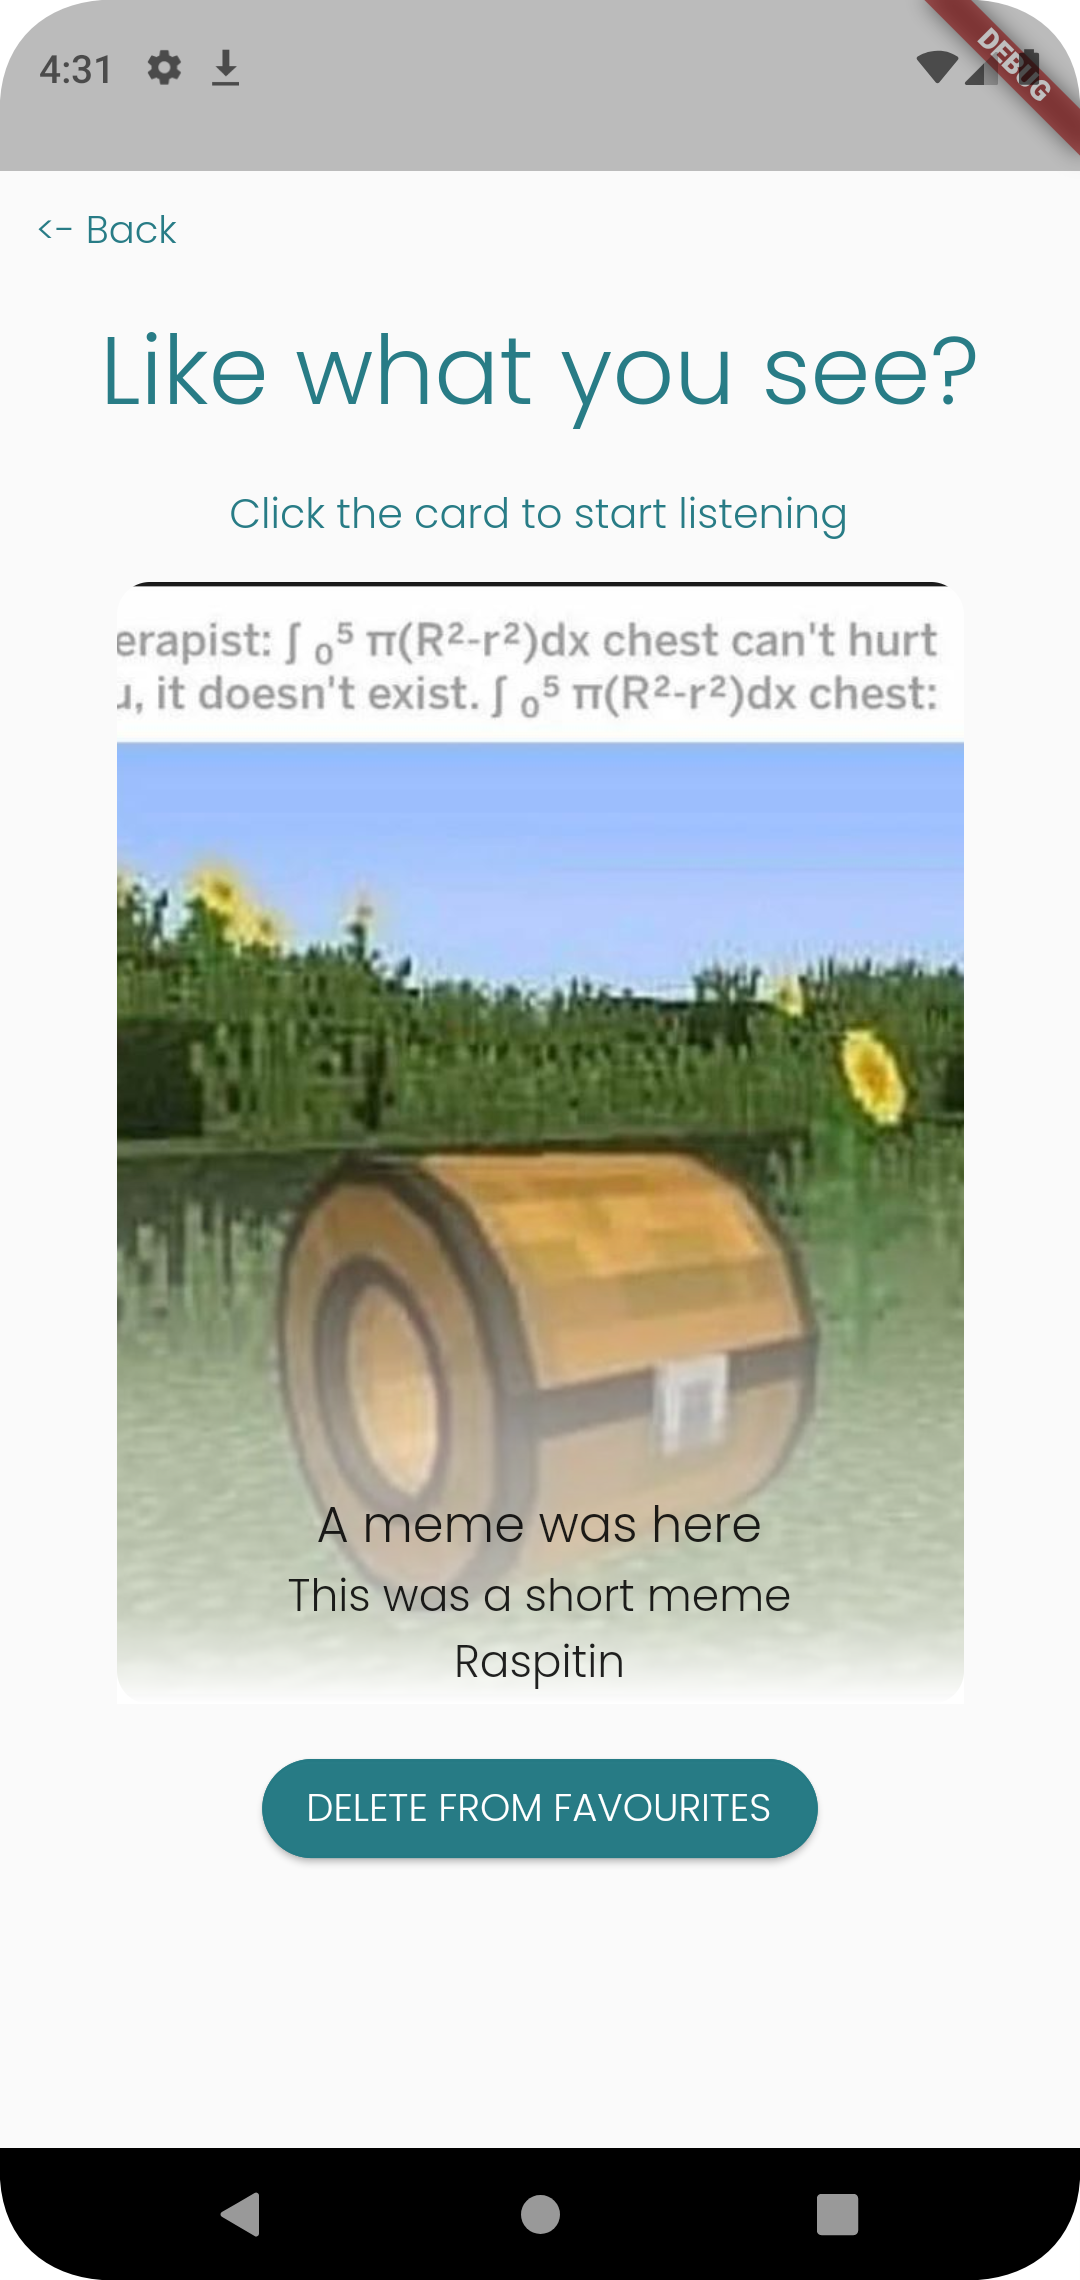 4:31
DEBUG
<- Back
Like what you see?
Click the card to start listening
erapist: ∫ ₀⁵ π(R²-r²)dx chest can't hurt
u, it doesn't exist. ∫ ₀⁵ π(R²-r²)dx chest:
A meme was here
This was a short meme
Raspitin
DELETE FROM FAVOURITES